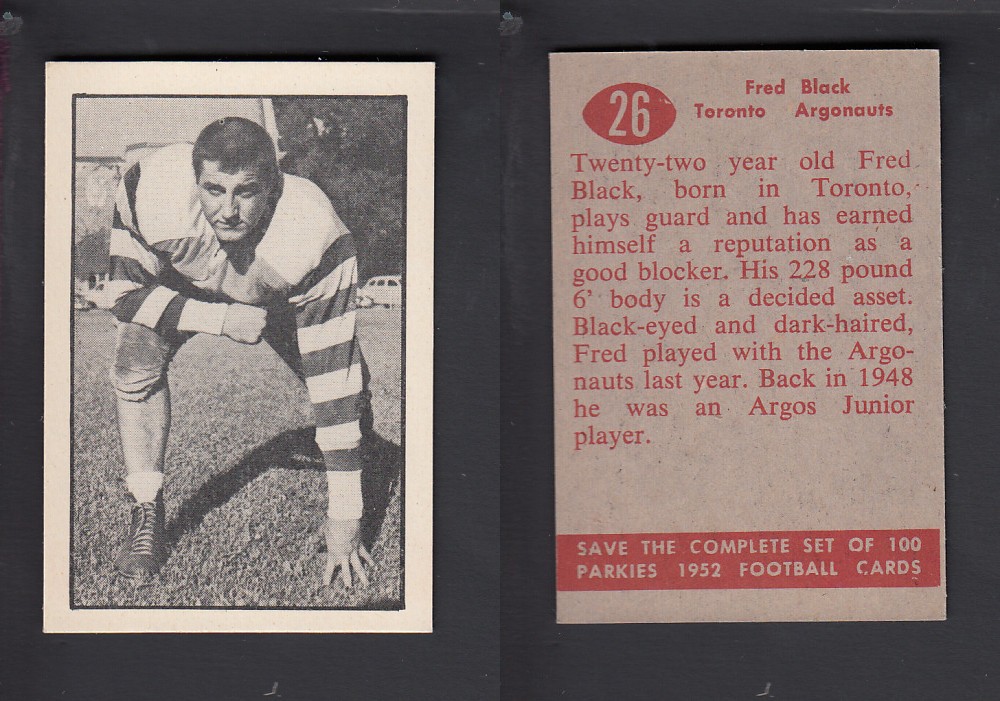 26
Fred Black
Toronto Argonauts
Twenty-two year old Fred
Black, born in Toronto,
plays guard and has earned
himself a reputation as a
good blocker. His 228 pound
6' body is a decided asset.
Black-eyed and dark-haired,
Fred played with the Argo-
nauts last year. Back in 1948
he was an Argos Junior
player.
SAVE THE COMPLETE SET OF 100
PARKIES 1952 FOOTBALL CARDS